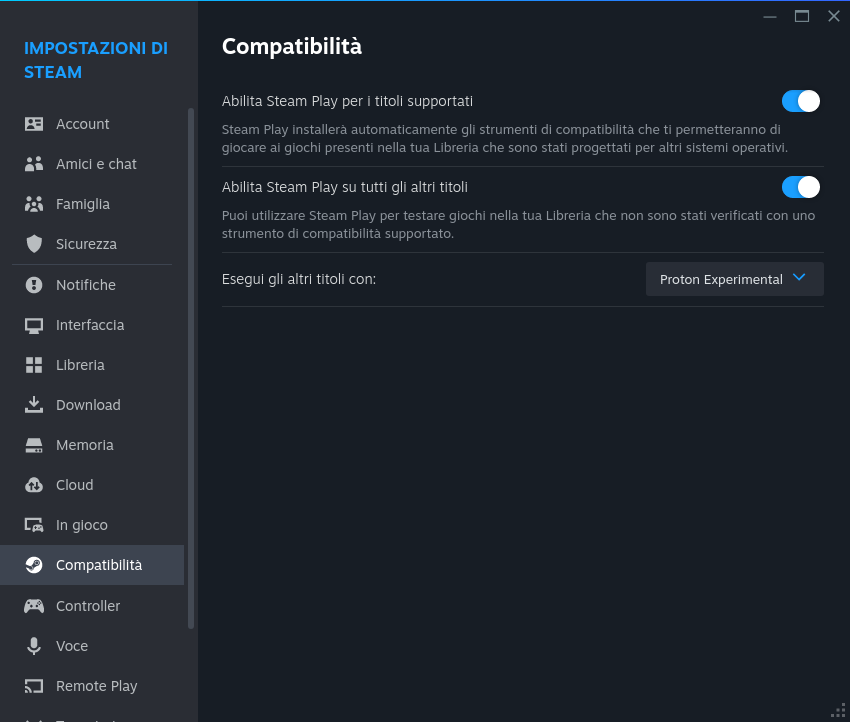 IMPOSTAZIONI DI
STEAM
Account
Amici e chat
Famiglia
Sicurezza
Notifiche
Interfaccia
Libreria
Download
Memoria
Cloud
In gioco
Compatibilità
Controller
Voce
Remote Play
Compatibilità
Abilita Steam Play per i titoli supportati
Steam Play installerà automaticamente gli strumenti di compatibilità che ti permetteranno di
giocare ai giochi presenti nella tua Libreria che sono stati progettati per altri sistemi operativi.
Abilita Steam Play su tutti gli altri titoli
Puoi utilizzare Steam Play per testare giochi nella tua Libreria che non sono stati verificati con uno
strumento di compatibilità supportato.
Esegui gli altri titoli con:
Proton Experimental